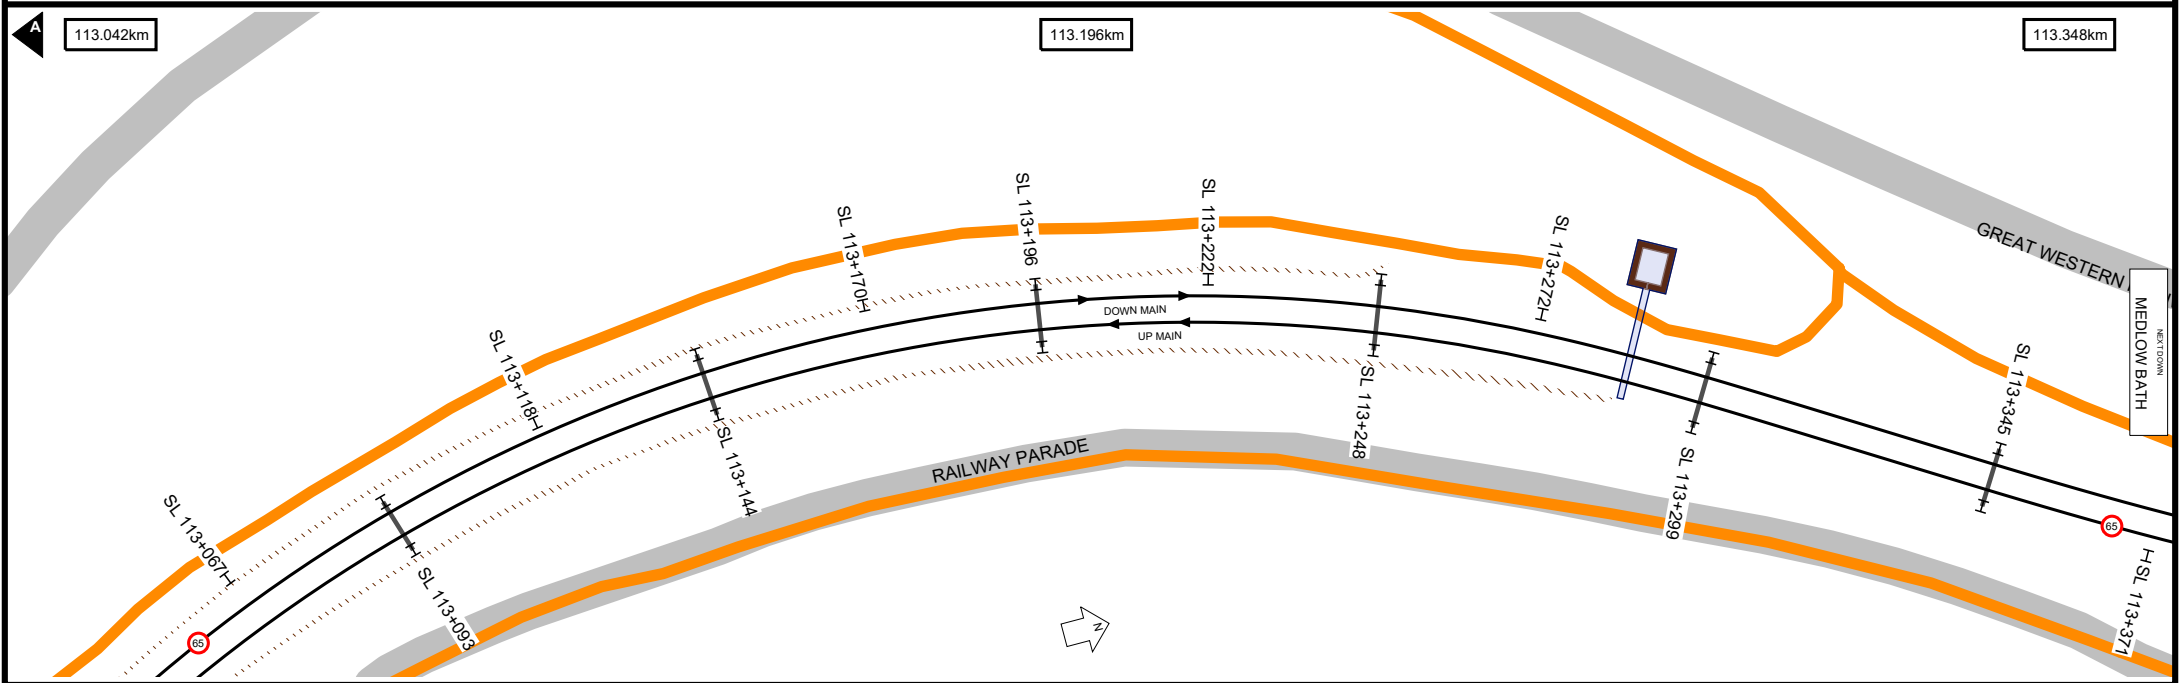 A
113.042km
113.196km
113.348km
SL 113+067
SL 113+093
SL 113+118
SL 113+144
SL 113+170
SL 113+196
SL 113+222
SL 113+248
SL 113+272
SL 113+299
SL 113+345
SL 113+371
DOWN MAIN
UP MAIN
RAILWAY PARADE
GREAT WESTERN
NEXT DOWN
MEDLOW BATH
65
65
N